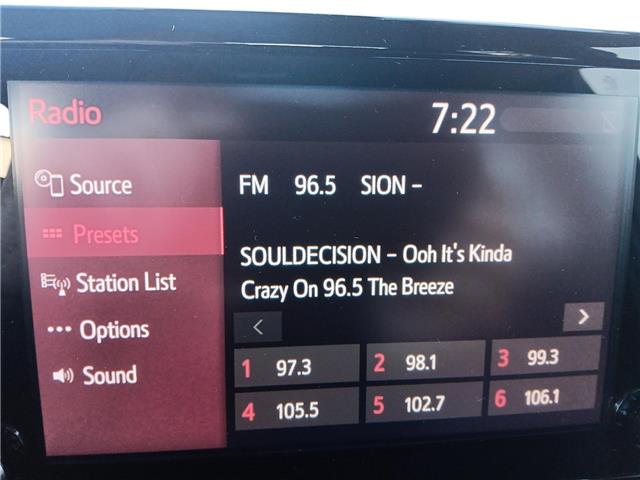 Radio 7:22
Source
FM 96.5 SION -
Presets
SOULDECISION - Ooh It's Kinda
Crazy On 96.5 The Breeze
Station List
Options
Sound
1 97.3 2 98.1 3 99.3
4 105.5 5 102.7 6 106.1